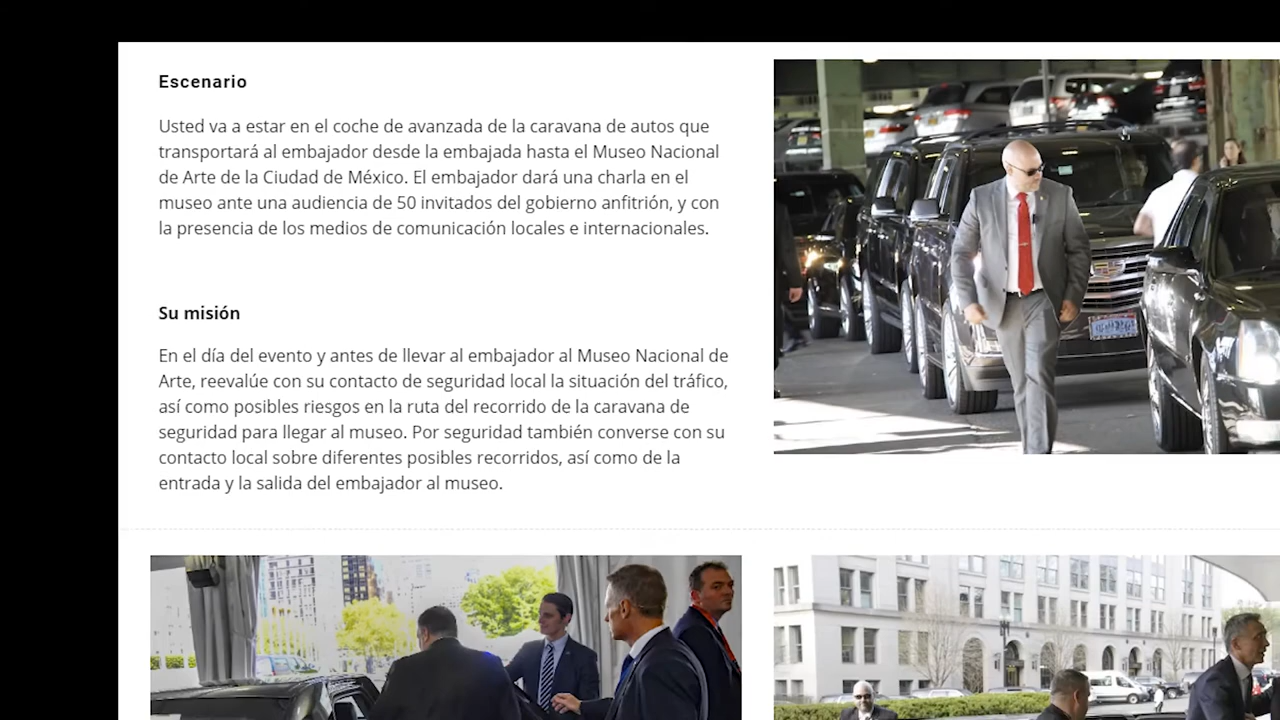 Escenario
Usted va a estar en el coche de avanzada de la caravana de autos que
transportará al embajador desde la embajada hasta el Museo Nacional
de Arte de la Ciudad de México. El embajador dará una charla en el
museo ante una audiencia de 50 invitados del gobierno anfitrión, y con
la presencia de los medios de comunicación locales e internacionales.
Su misión
En el día del evento y antes de llevar al embajador al Museo Nacional de
Arte, reevalúe con su contacto de seguridad local la situación del tráfico,
así como posibles riesgos en la ruta del recorrido de la caravana de
seguridad para llegar al museo. Por seguridad también converse con su
contacto local sobre diferentes posibles recorridos, así como de la
entrada y la salida del embajador al museo.